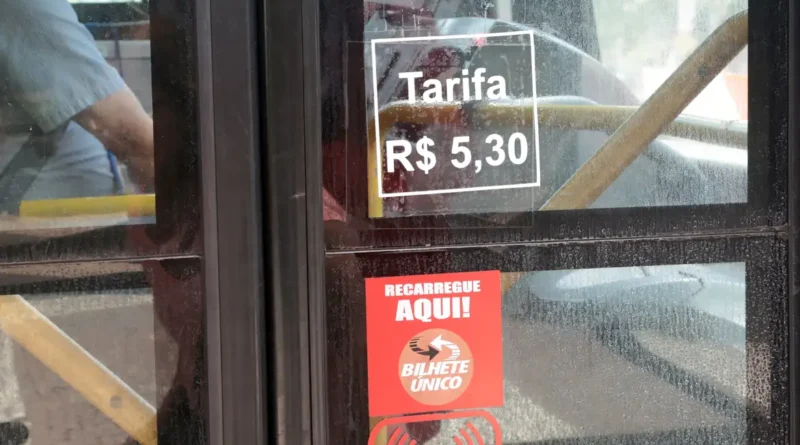 Tarifa
R$ 5,30
RECARREGUE
AQUI!
BILHETE
ÚNICO